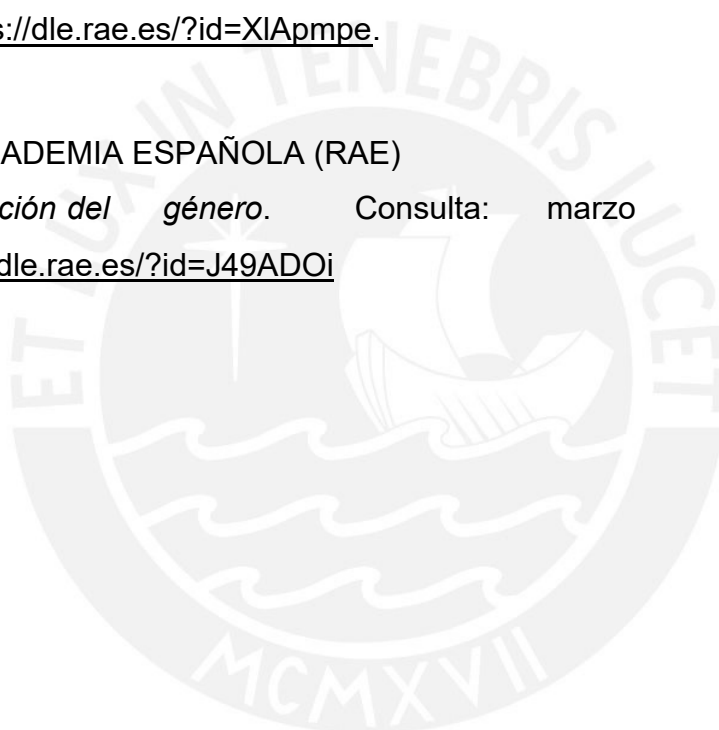 s://dle.rae.es/?id=XlApmpe.
ADEMIA ESPAÑOLA (RAE)
ción del género. Consulta: marzo
dle.rae.es/?id=J49ADOi
ET LUX IN TENEBRIS LUCET
MCMXVII